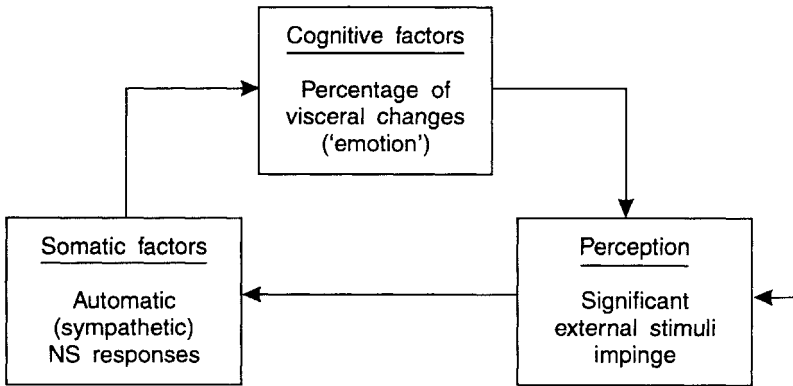 Cognitive factors
Percentage of
visceral changes
(‘emotion’)
Somatic factors
Automatic
(sympathetic)
NS responses
Perception
Significant
external stimuli
impinge